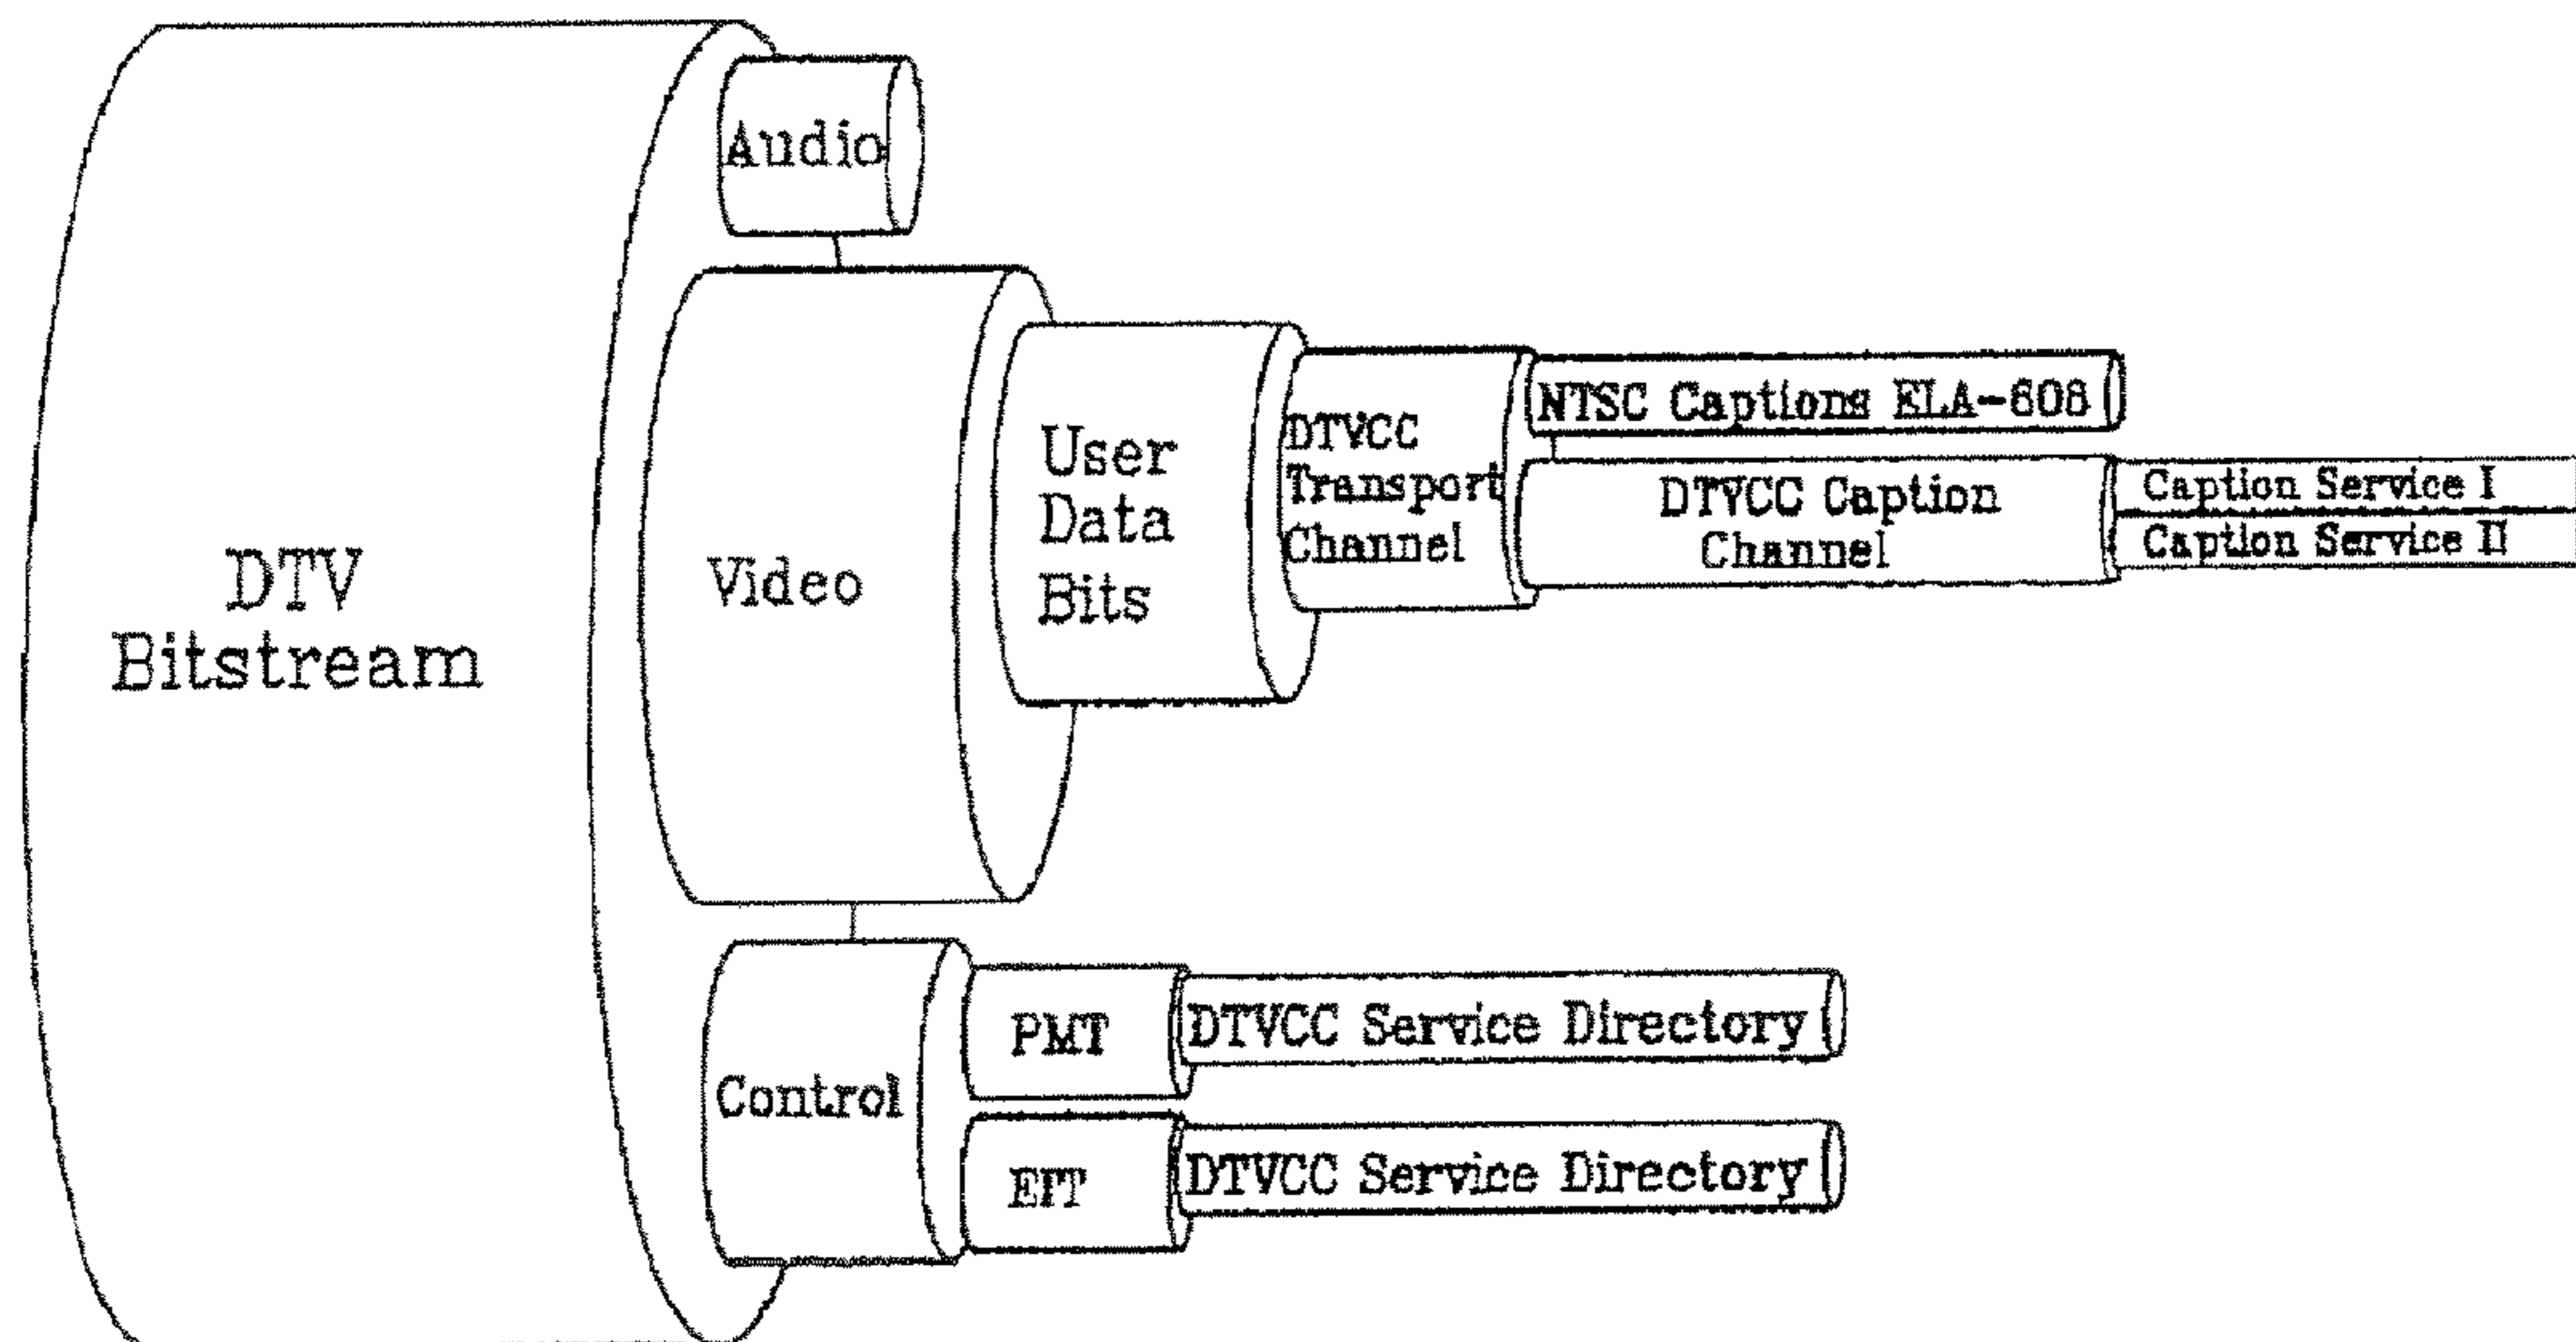 Audio
DTV
Bitstream
Video
User
Data
Bits
DTVCC
Transport
Channel
NTSC Captions ELA-608
DTVCC Caption
Channel
Caption Service I
Caption Service II
Control
PMT
DTVCC Service Directory
EIT
DTVCC Service Directory